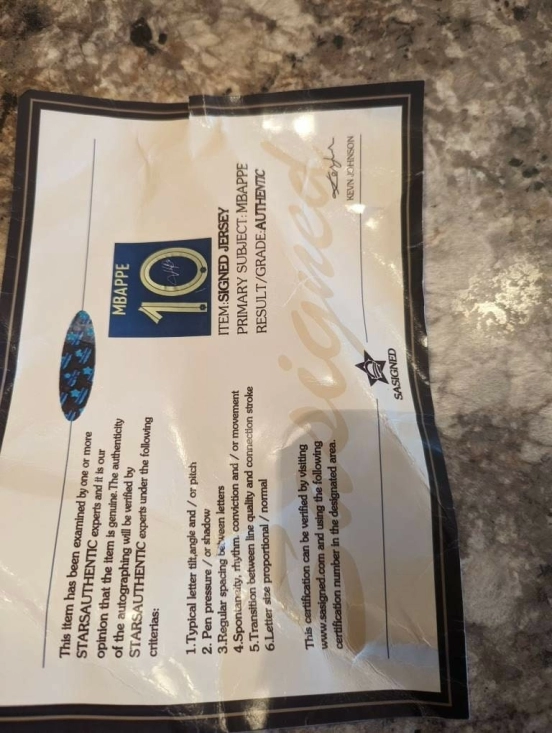 This item has been examined by one or more
STARSAUTHENTIC experts and it is our
opinion that the item is genuine.The authenticity
of the autographing will be verified by
STARSAUTHENTIC experts under the following
criterias:
1.Typical letter tilt,angle and / or pitch
2. Pen pressure / or shadow
3.Regular spacing between letters
4.Spontaneity, rhythm, conviction and / or movement
5.Transition between line quality and connection stroke
6.Letter size proportional / normal
This certification can be verified by visiting
www.sasigned.com and using the following
certification number in the designated area.
MBAPPE
10
ITEM:SIGNED JERSEY
PRIMARY SUBJECT:MBAPPE
RESULT/GRADE:AUTHENTIC
KEVIN JOHNSON
SASIGNED